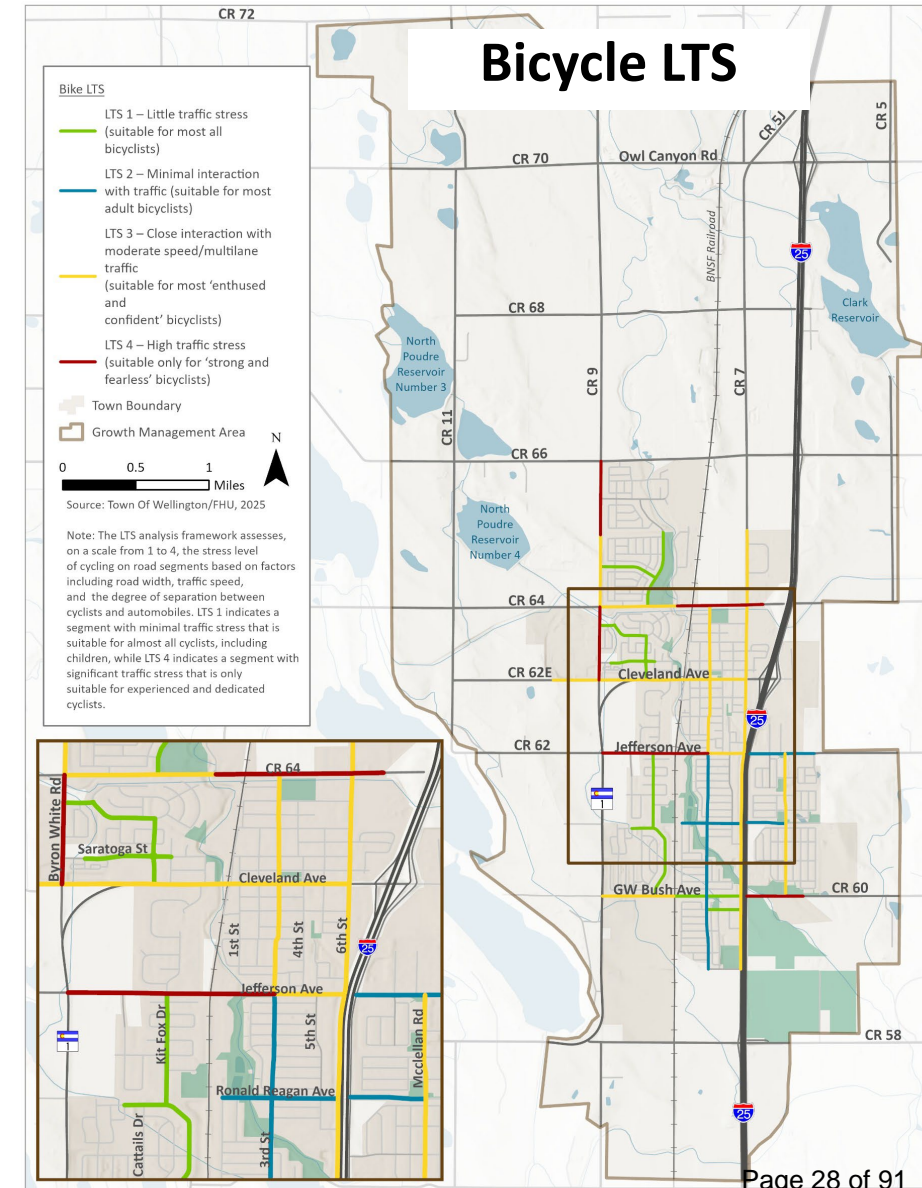 CR 72
Bicycle LTS
Bike LTS
LTS 1 – Little traffic stress
(suitable for most all
bicyclists)
LTS 2 – Minimal interaction
with traffic (suitable for most
adult bicyclists)
LTS 3 – Close interaction with
moderate speed/multilane
traffic
(suitable for most ‘enthused
and
confident’ bicyclists)
LTS 4 – High traffic stress
(suitable only for ‘strong and
fearless’ bicyclists)
Town Boundary
Growth Management Area
N
0 0.5 1
Miles
Source: Town Of Wellington/FHU, 2025
Note: The LTS analysis framework assesses,
on a scale from 1 to 4, the stress level
of cycling on road segments based on factors
including road width, traffic speed,
and the degree of separation between
cyclists and automobiles. LTS 1 indicates a
segment with minimal traffic stress that is
suitable for almost all cyclists, including
children, while LTS 4 indicates a segment with
significant traffic stress that is only
suitable for experienced and dedicated
cyclists.
CR 5J
CR 5
CR 70
Owl Canyon Rd
BNSF Railroad
25
Clark
Reservoir
CR 68
North
Poudre
Reservoir
Number 3
CR 9
CR 7
CR 11
CR 66
North
Poudre
Reservoir
Number 4
CR 64
CR 62E
Cleveland Ave
25
CR 62
Jefferson Ave
1
GW Bush Ave
CR 60
CR 58
25
CR 64
Byron White Rd
Saratoga St
Cleveland Ave
1st St
4th St
6th St
25
Jefferson Ave
1
Kit Fox Dr
5th St
Mcclellan Rd
Ronald Reagan Ave
Cattails Dr
3rd St
Page 28 of 91